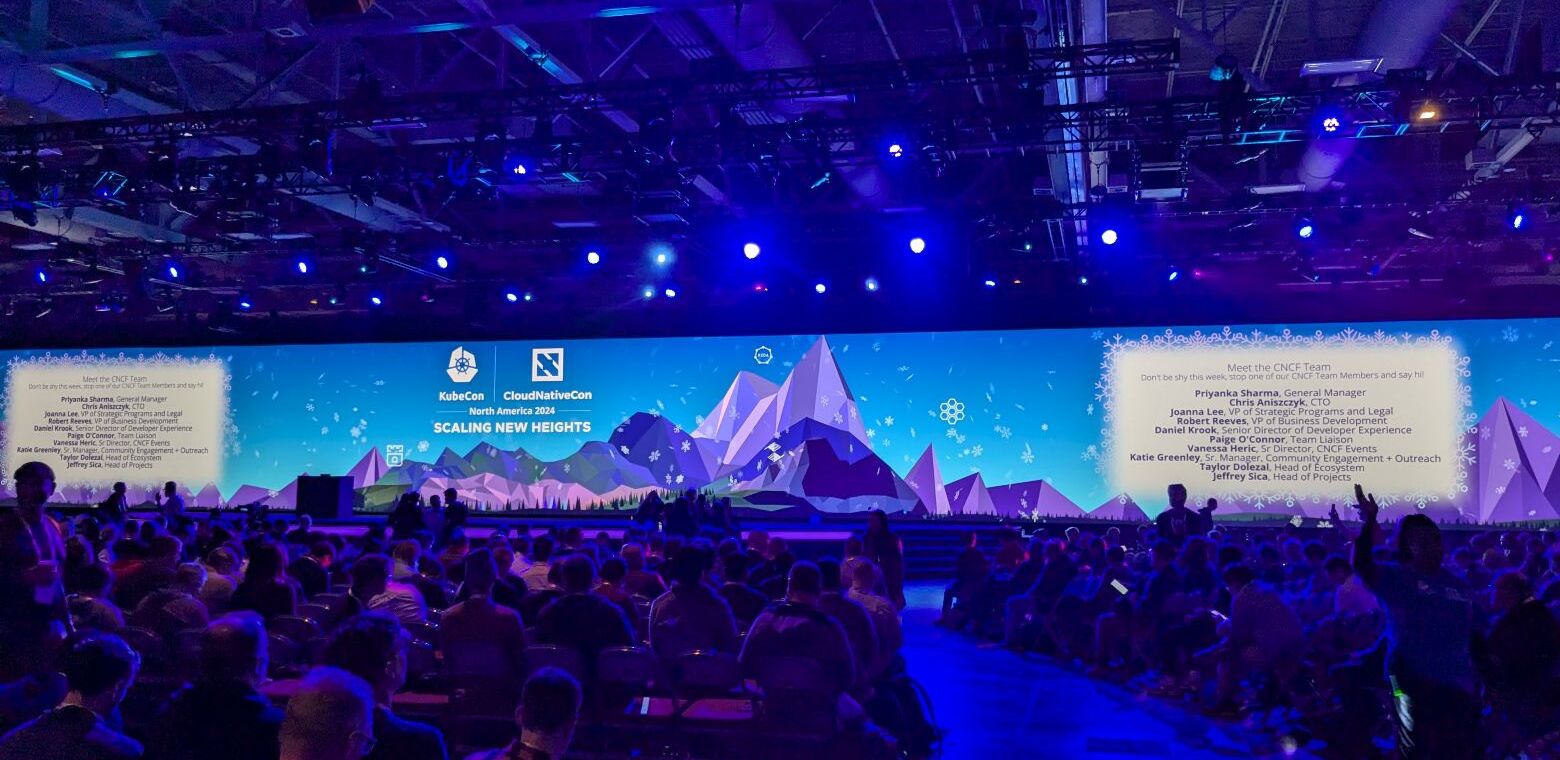 Meet the CNCF Team
Don't be shy this week, stop one of our CNCF Team Members and say hi!
Priyanka Sharma, General Manager
Chris Aniszczyk, CTO
Joanna Lee, VP of Strategic Programs and Legal
Robert Reeves, VP of Business Development
Daniel Krook, Senior Director of Developer Experience
Paige O'Connor, Team Liaison
Vanessa Heric, Sr Director, CNCF Events
Katie Greenley, Sr. Manager, Community Engagement + Outreach
Taylor Dolezal, Head of Ecosystem
Jeffrey Sica, Head of Projects
KubeCon
CloudNativeCon
North America 2024
SCALING NEW HEIGHTS
KEDA
Meet the CNCF Team
Don't be shy this week, stop one of our CNCF Team Members and say hi!
Priyanka Sharma, General Manager
Chris Aniszczyk, CTO
Joanna Lee, VP of Strategic Programs and Legal
Robert Reeves, VP of Business Development
Daniel Krook, Senior Director of Developer Experience
Paige O'Connor, Team Liaison
Vanessa Heric, Sr Director, CNCF Events
Katie Greenley, Sr. Manager, Community Engagement + Outreach
Taylor Dolezal, Head of Ecosystem
Jeffrey Sica, Head of Projects